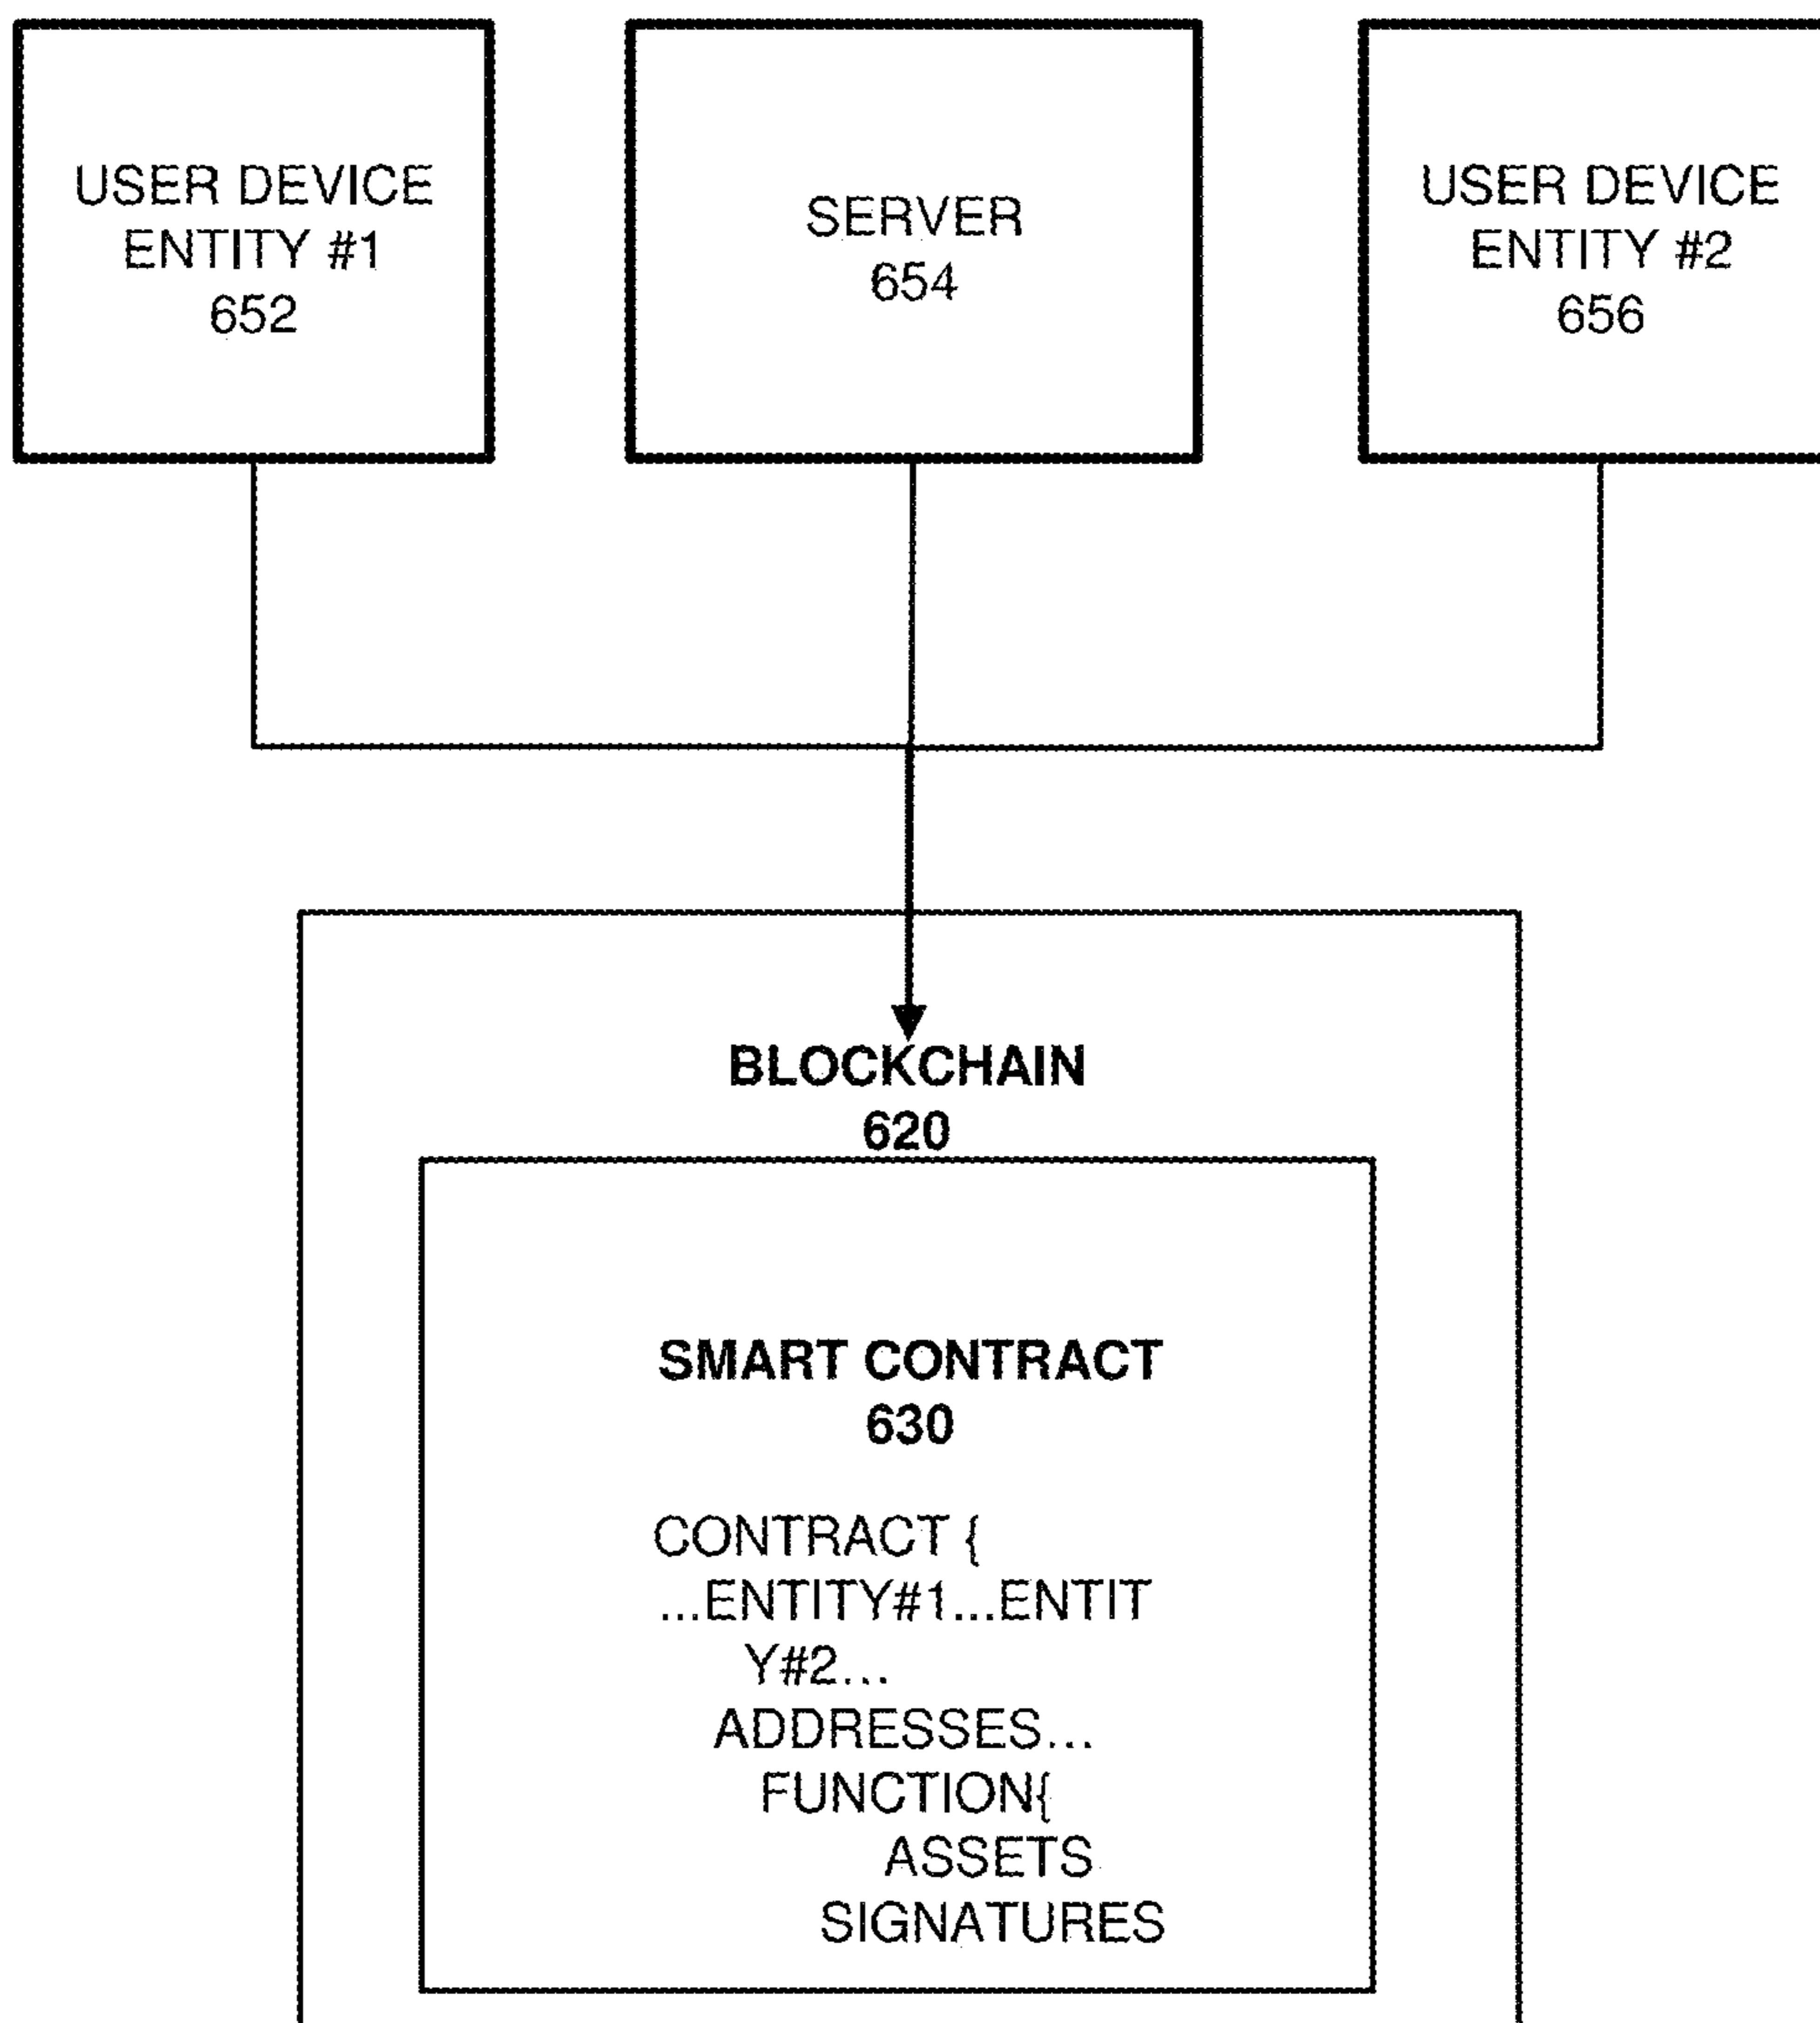 USER DEVICE
ENTITY #1
652
SERVER
654
USER DEVICE
ENTITY #2
656
BLOCKCHAIN
620
SMART CONTRACT
630
CONTRACT {
...ENTITY#1...ENTIT
Y#2...
ADDRESSES...
FUNCTION{
ASSETS
SIGNATURES